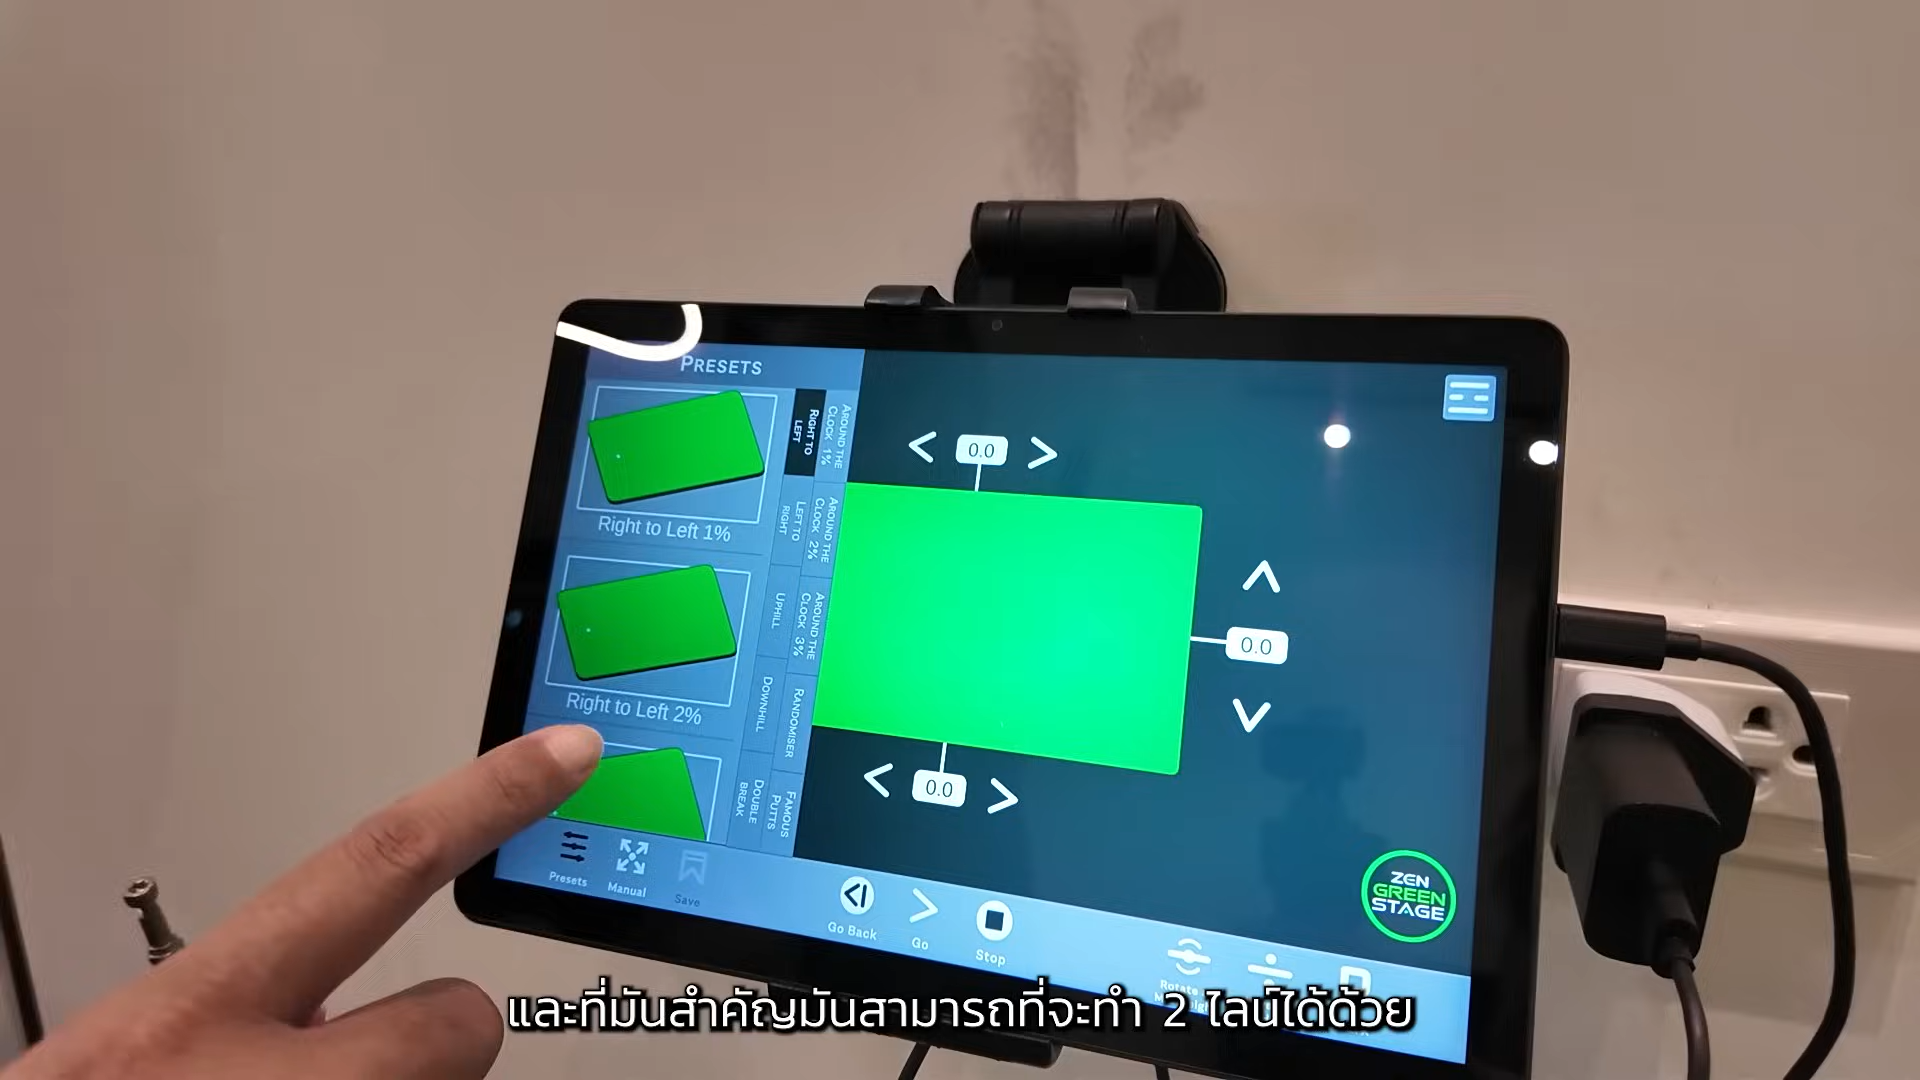 PRESETS
Right to Left 1%
Right to Left 2%
RIGHT TO LEFT
AROUND THE CLOCK 1%
LEFT TO RIGHT
AROUND THE CLOCK 2%
UPHILL
AROUND THE CLOCK 3%
DOWNHILL
RANDOMISER
DOUBLE BREAK
FAMOUS PUTTS
0.0
0.0
0.0
ZEN
GREEN
STAGE
Presets
Manual
Save
Go Back
Go
Stop
Rotate
และที่มันสำคัญมันสามารถที่จะทำ 2 ไลน์ได้ด้วย